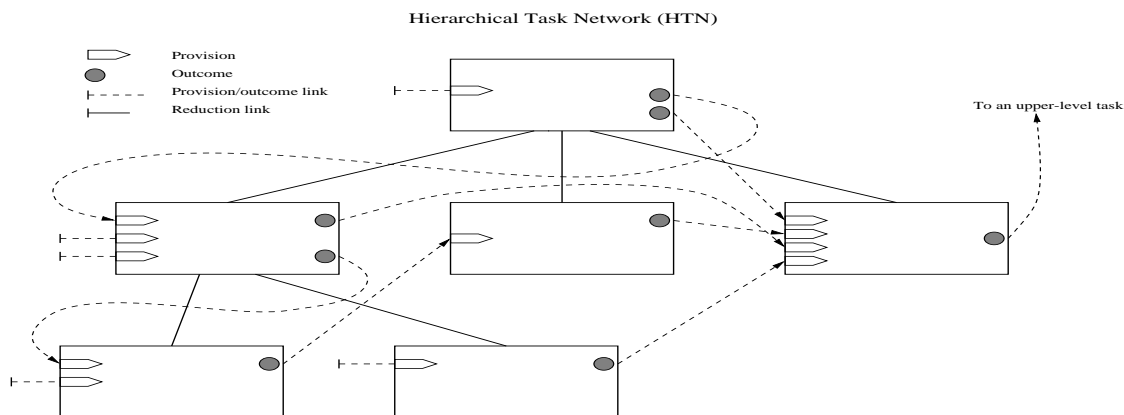 Hierarchical Task Network (HTN)
Provision
Outcome
Provision/outcome link
Reduction link
To an upper-level task